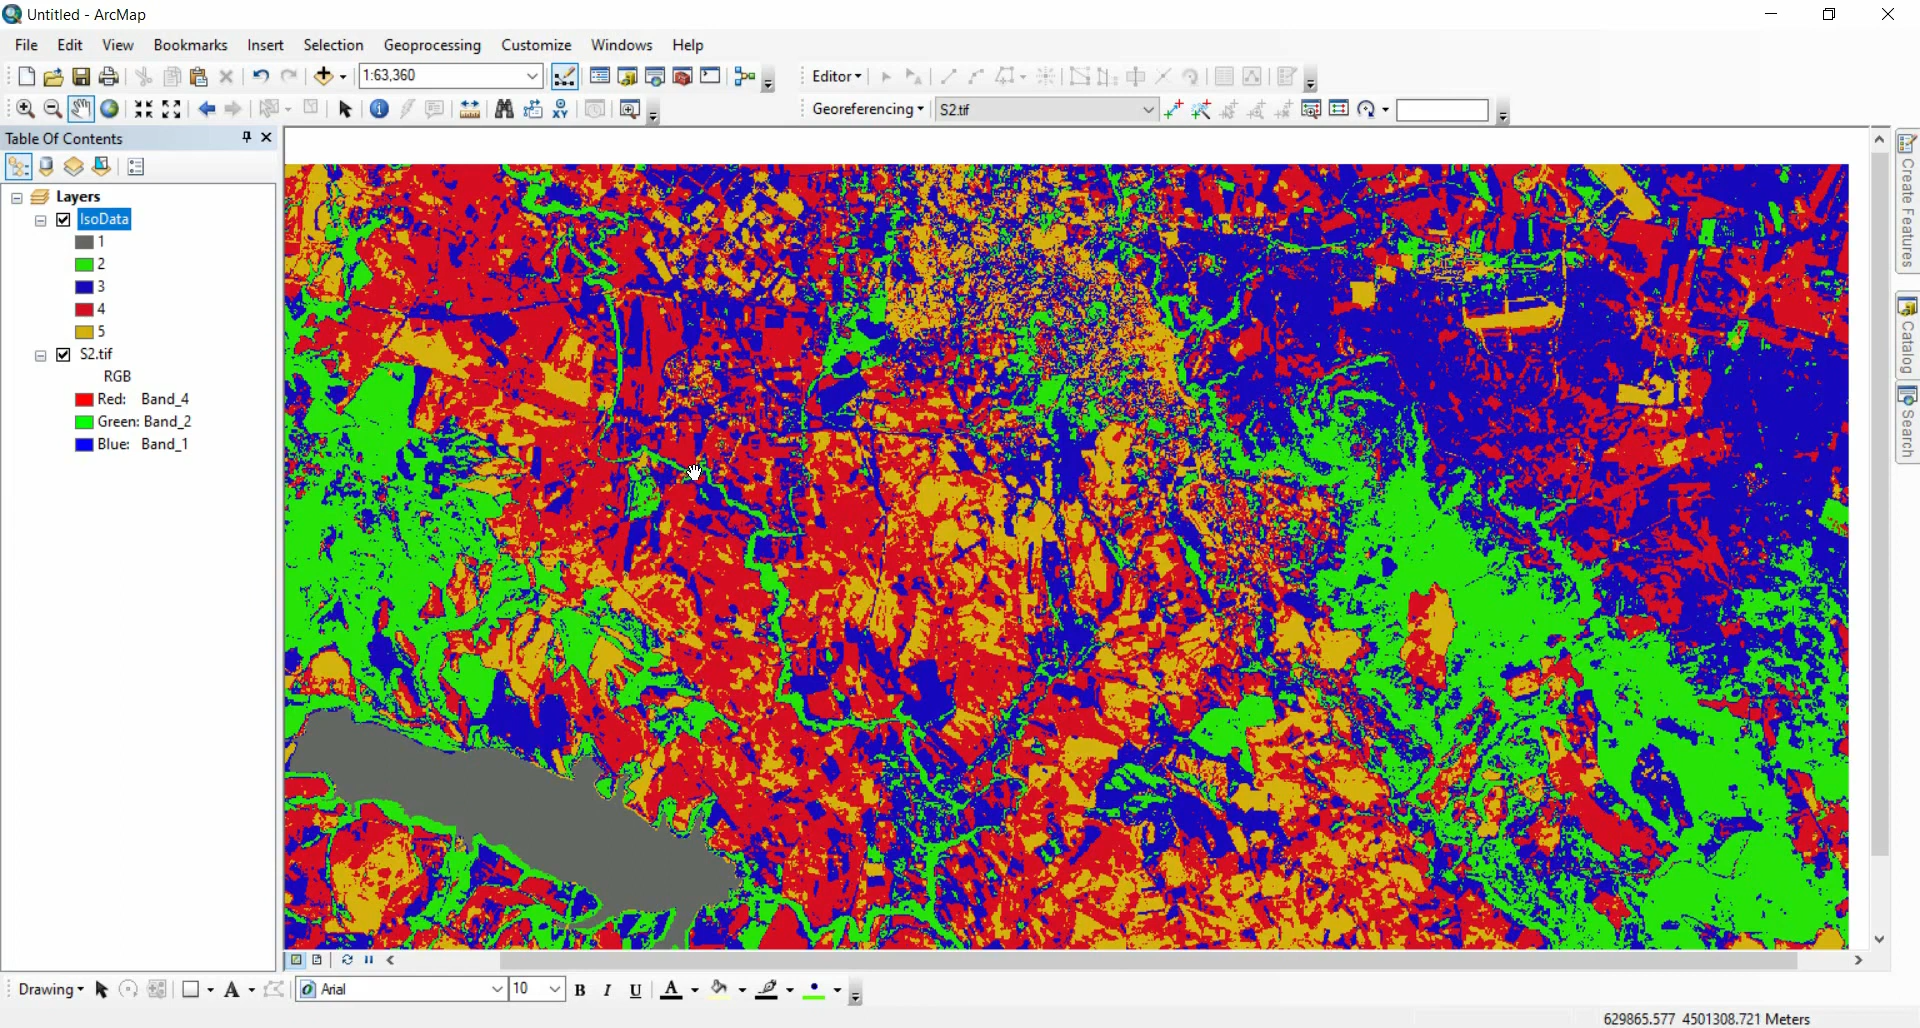 Untitled - ArcMap
File Edit View Bookmarks Insert Selection Geoprocessing Customize Windows Help
1:63,360 Editor
Georeferencing S2.tif
Table Of Contents
Layers
IsoData
1
2
3
4
5
S2.tif
RGB
Red: Band_4
Green: Band_2
Blue: Band_1
Create Features
Catalog
Search
Drawing A Arial 10 B I U A
629865.577 4501308.721 Meters